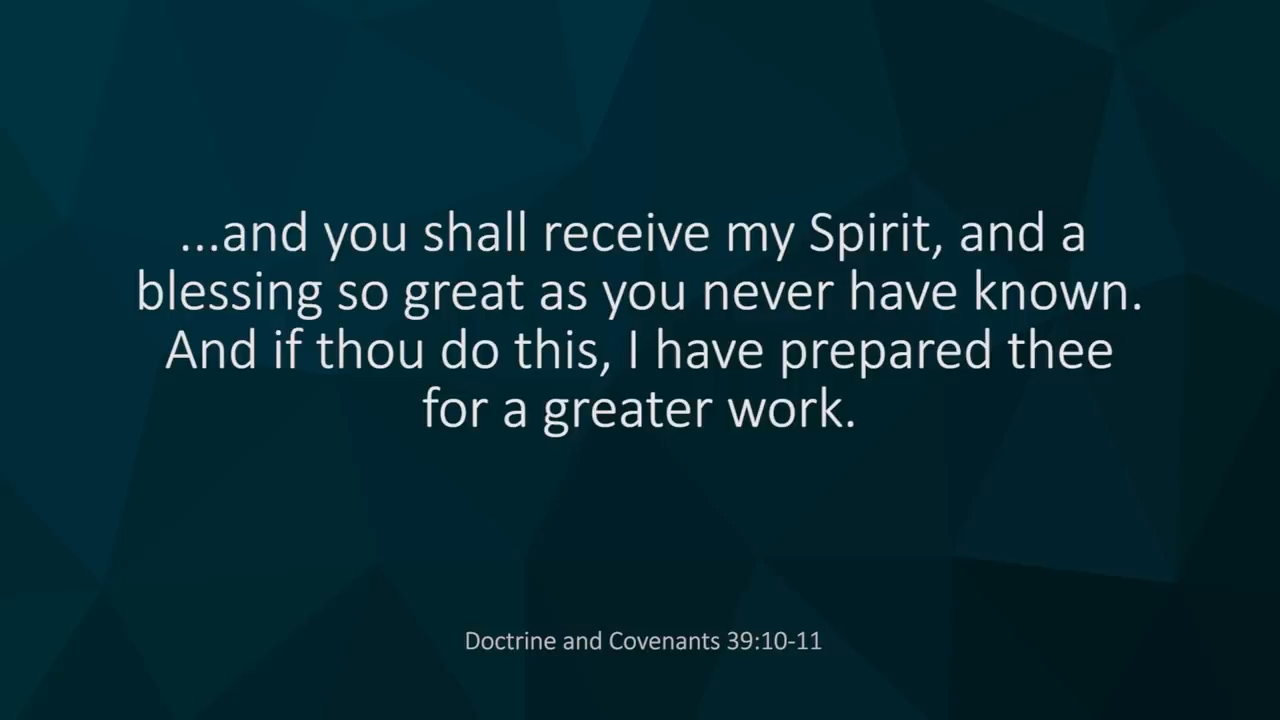 ...and you shall receive my Spirit, and a
blessing so great as you never have known.
And if thou do this, I have prepared thee
for a greater work.
Doctrine and Covenants 39:10-11